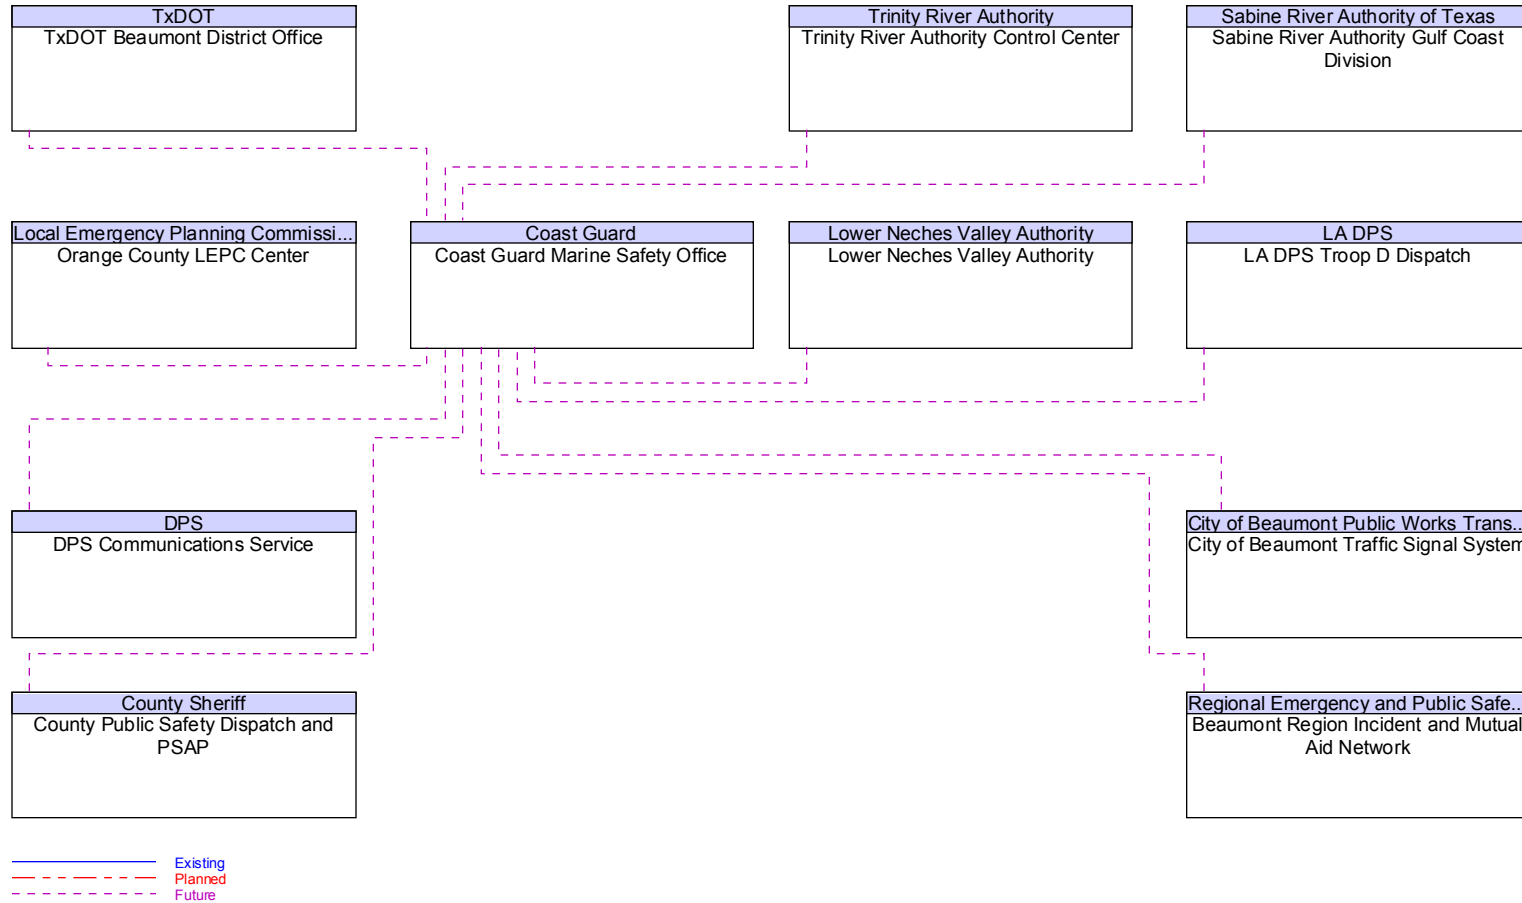 TxDOT
TxDOT Beaumont District Office
Trinity River Authority
Trinity River Authority Control Center
Sabine River Authority of Texas
Sabine River Authority Gulf Coast
Division
Local Emergency Planning Commissi...
Orange County LEPC Center
Coast Guard
Coast Guard Marine Safety Office
Lower Neches Valley Authority
Lower Neches Valley Authority
LA DPS
LA DPS Troop D Dispatch
DPS
DPS Communications Service
City of Beaumont Public Works Trans...
City of Beaumont Traffic Signal System
County Sheriff
County Public Safety Dispatch and
PSAP
Regional Emergency and Public Safe...
Beaumont Region Incident and Mutual
Aid Network
Existing
Planned
Future